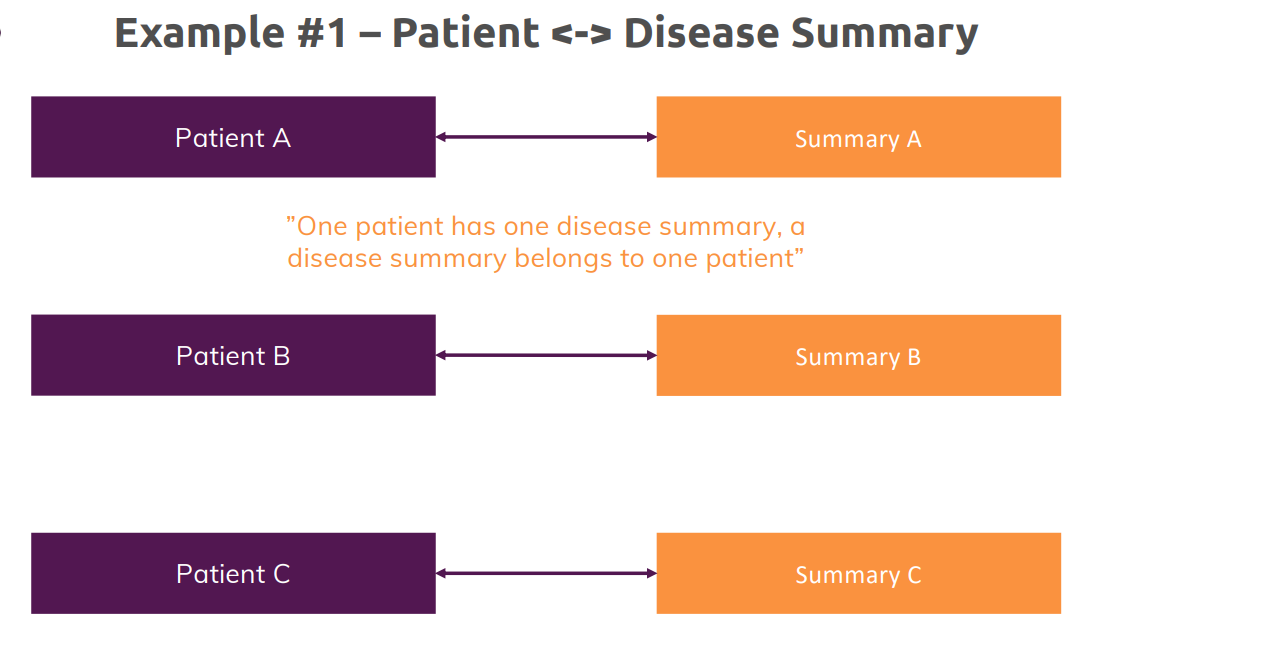 Example #1 – Patient <-> Disease Summary
Patient A
Summary A
”One patient has one disease summary, a
disease summary belongs to one patient”
Patient B
Summary B
Patient C
Summary C